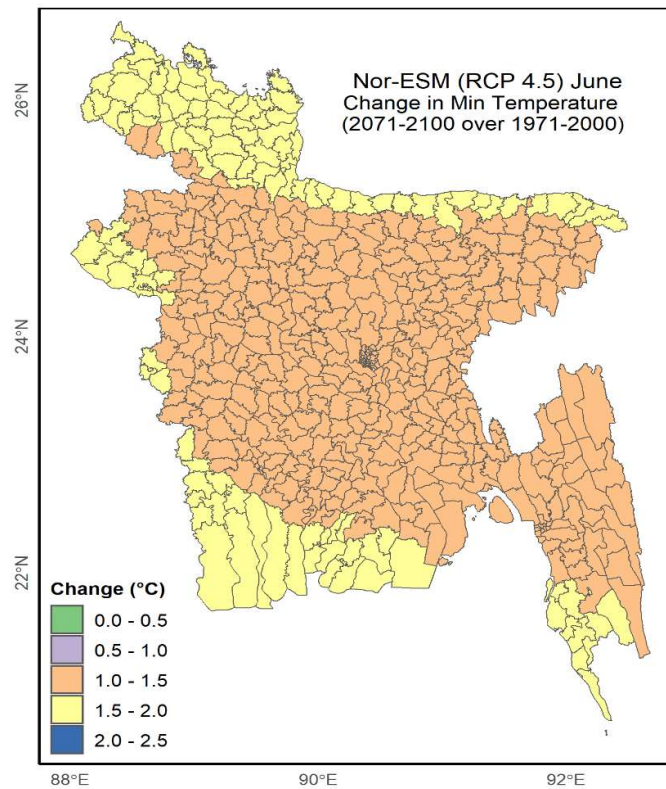 Nor-ESM (RCP 4.5) June
Change in Min Temperature
(2071-2100 over 1971-2000)
26°N
24°N
22°N
Change (°C)
0.0 - 0.5
0.5 - 1.0
1.0 - 1.5
1.5 - 2.0
2.0 - 2.5
88°E
90°E
92°E